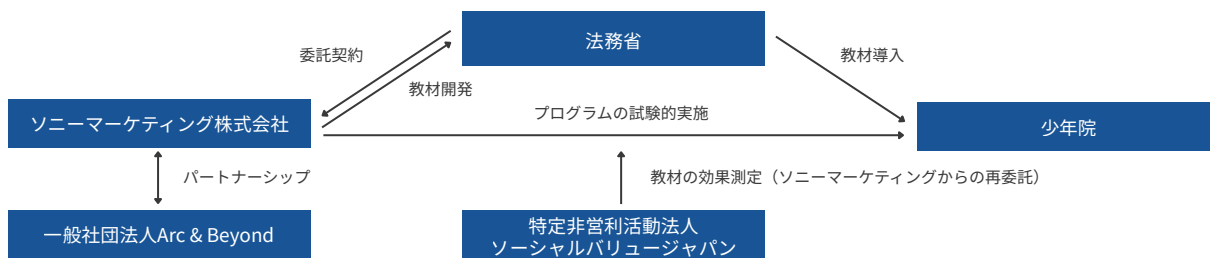 法務省
委託契約
教材導入
教材開発
ソニーマーケティング株式会社
プログラムの試験的実施
少年院
パートナーシップ
教材の効果測定（ソニーマーケティングからの再委託）
一般社団法人Arc & Beyond
特定非営利活動法人
ソーシャルバリュージャパン